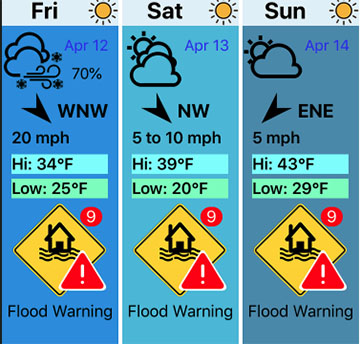 Fri
Apr 12
70%
WNW
20 mph
Hi: 34°F
Low: 25°F
9
!
Flood Warning
Sat
Apr 13
NW
5 to 10 mph
Hi: 39°F
Low: 20°F
9
!
Flood Warning
Sun
Apr 14
ENE
5 mph
Hi: 43°F
Low: 29°F
9
!
Flood Warning